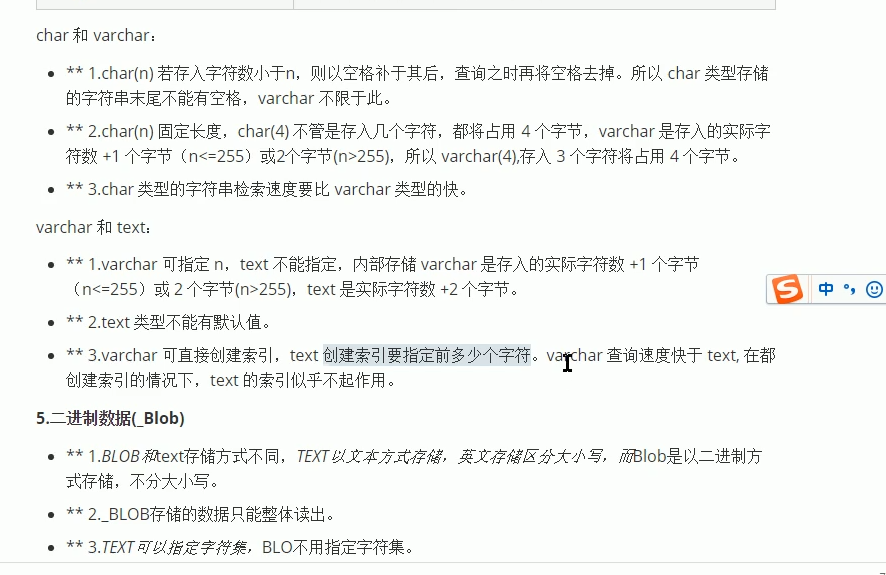 char 和 varchar：
** 1.char(n) 若存入字符数小于n，则以空格补于其后，查询之时再将空格去掉。所以 char 类型存储
的字符串末尾不能有空格，varchar 不限于此。
** 2.char(n) 固定长度，char(4) 不管是存入几个字符，都将占用 4 个字节，varchar 是存入的实际字
符数 +1 个字节（n<=255）或2个字节(n>255)，所以 varchar(4),存入 3 个字符将占用 4 个字节。
** 3.char 类型的字符串检索速度要比 varchar 类型的快。
varchar 和 text：
** 1.varchar 可指定 n，text 不能指定，内部存储 varchar 是存入的实际字符数 +1 个字节
（n<=255）或 2 个字节(n>255)，text 是实际字符数 +2 个字节。
** 2.text 类型不能有默认值。
** 3.varchar 可直接创建索引，text 创建索引要指定前多少个字符。varchar 查询速度快于 text, 在都
创建索引的情况下，text 的索引似乎不起作用。
S 中 °，
5.二进制数据(_Blob)
** 1.BLOB和text存储方式不同，TEXT以文本方式存储，英文存储区分大小写，而Blob是以二进制方
式存储，不分大小写。
** 2._BLOB存储的数据只能整体读出。
** 3.TEXT可以指定字符集，BLO不用指定字符集。